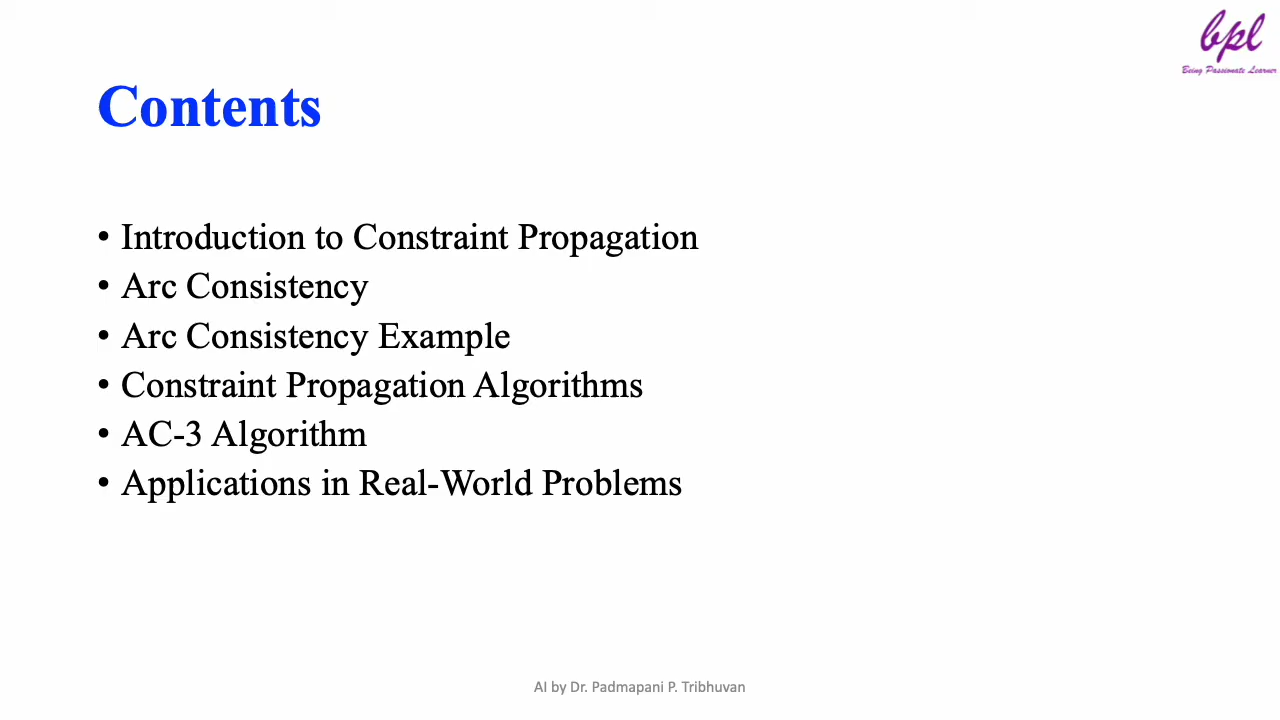 bpl
Being Passionate Learner
Contents
• Introduction to Constraint Propagation
• Arc Consistency
• Arc Consistency Example
• Constraint Propagation Algorithms
• AC-3 Algorithm
• Applications in Real-World Problems
AI by Dr. Padmapani P. Tribhuvan